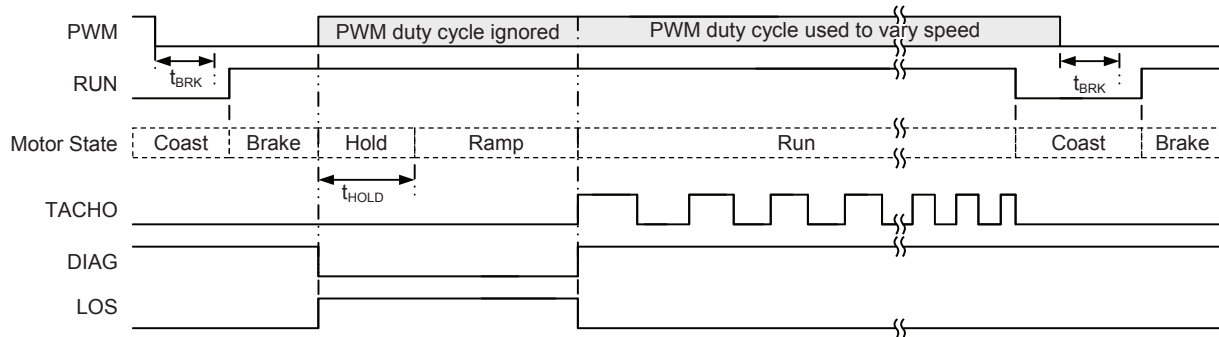 PWM
PWM duty cycle ignored
PWM duty cycle used to vary speed
tBRK
tBRK
RUN
Motor State
Coast
Brake
Hold
Ramp
Run
Coast
Brake
tHOLD
TACHO
DIAG
LOS